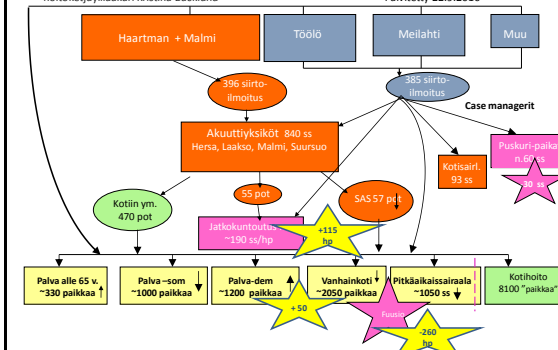 Haartman + Malmi
Töölö
Meilahti
Muu
396 siirto-
ilmoitus
385 siirto-
ilmoitus
Case managerit
Akuuttiyksiköt 840 ss
Hersa, Laakso, Malmi, Suursuo
Puskuri-paikat
n.60 ss
-30 ss
Kotisairl.
93 ss
Kotiin ym.
470 pot
55 pot
SAS 57 pot
Jatkokuntoutus
~190 ss/hp
+115
hp
Palva alle 65 v.
~330 paikkaa
Palva –som
~1000 paikkaa
Palva-dem
~1200 paikkaa
Vanhainkoti
~2050 paikkaa
Pitkäaikaissairaala
~1050 ss
Kotihoito
8100 "paikkaa"
+ 50
Fuusio
-260
hp